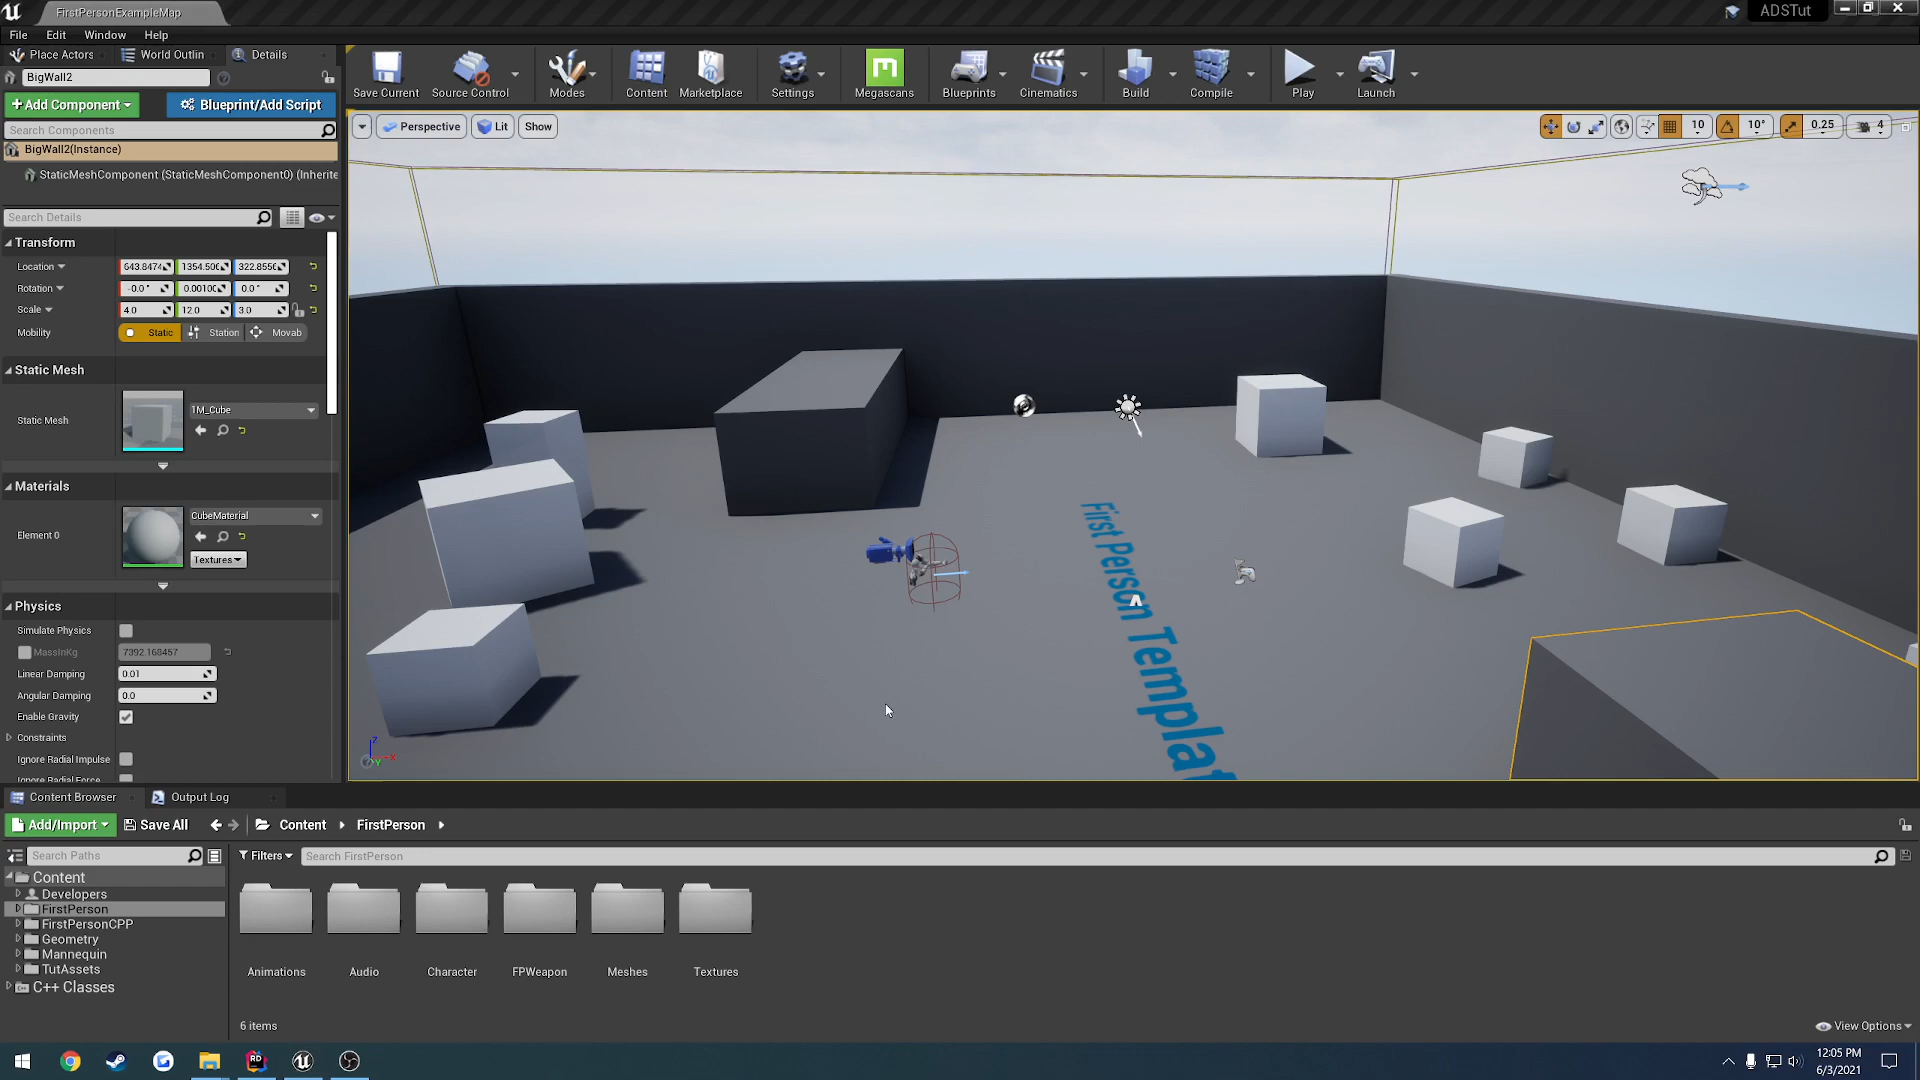 FirstPersonExampleMap
ADSTut
File Edit Window Help
Place Actors World Outlin Details
BigWall2
+Add Component Blueprint/Add Script
Search Components
BigWall2(Instance)
StaticMeshComponent (StaticMeshComponent0) (Inherite
Search Details
Transform
Location 643.8474 1354.506 322.8556
Rotation -0.0 ° 0.00100 0.0 °
Scale 4.0 12.0 3.0
Mobility Static Station Movab
Static Mesh
Static Mesh TM_Cube
Materials
Element 0 CubeMaterial
Textures
Physics
Simulate Physics
MassInKg 7392.168457
Linear Damping 0.01
Angular Damping 0.0
Enable Gravity
Constraints
Ignore Radial Impulse
Ignore Radial Force
Save Current Source Control Modes Content Marketplace Settings Megascans Blueprints Cinematics Build Compile Play Launch
Perspective Lit Show 10 10° 0.25 4
First Person Templat
Z
X
Y
Content Browser Output Log
Add/Import Save All Content FirstPerson
Search Paths
Filters Search FirstPerson
Content
Developers
FirstPerson
FirstPersonCPP
Geometry
Mannequin
TutAssets
C++ Classes
Animations Audio Character FPWeapon Meshes Textures
6 items
View Options
RD
12:05 PM
6/3/2021